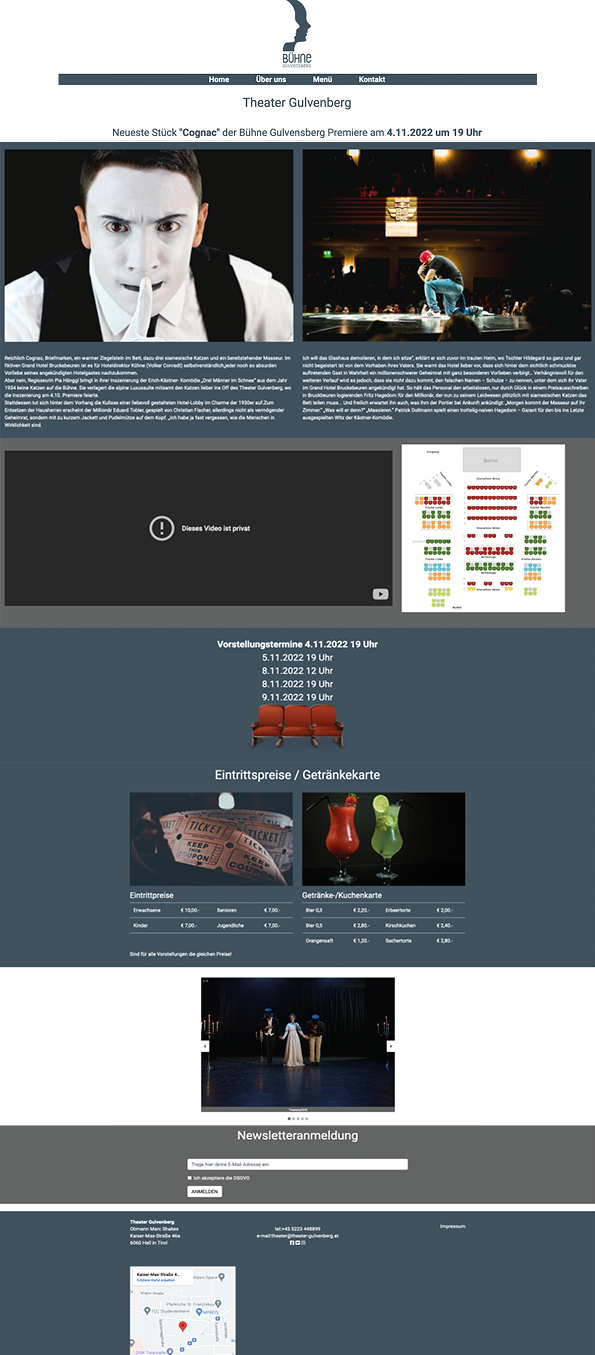 BÜHNE
GULVENSBERG
Home Über uns Menü Kontakt
Theater Gulvenberg
Neueste Stück "Cognac" der Bühne Gulvensberg Premiere am 4.11.2022 um 19 Uhr
Reichlich Cognac, Briefmarken, ein warmer Ziegelstein im Bett, dazu drei siamesische Katzen und ein bereitstehender Masseur. Im
fiktiven Grand Hotel Bruckebeuren ist es für Hoteldirektor Kühne (Volker Conradt) selbstverständlich,jeder noch so absurden
Vorliebe seines angekündigten Hotelgastes nachzukommen.
Aber nein, Regisseurin Pia Hänggi bringt in ihrer Inszenierung der Erich-Kästner- Komödie „Drei Männer im Schnee" aus dem Jahr
1934 keine Katzen auf die Bühne. Sie verlagert die alpine Luxussuite mitsamt den Katzen lieber ins Off des Theater Gulvenberg, wo
die Inszenierung am 4.10. Premiere feierte.
Stattdessen tut sich hinter dem Vorhang die Kulisse einer liebevoll gestalteten Hotel-Lobby im Charme der 1930er auf.Zum
Entsetzen der Hausherren erscheint der Millionär Eduard Tobler, gespielt von Christian Fischer, allerdings nicht als vermögender
Geheimrat, sondern mit zu kurzem Jackett und Pudelmütze auf dem Kopf. „Ich habe ja fast vergessen, wie die Menschen in
Wirklichkeit sind.
Ich will das Glashaus demolieren, in dem ich sitze", erklärt er sich zuvor im trauten Heim, wo Tochter Hildegard so ganz und gar
nicht begeistert ist von dem Vorhaben ihres Vaters. Sie warnt das Hotel lieber vor, dass sich hinter dem sichtlich schmucklos
auftretenden Gast in Wahrheit ein millionenschwerer Geheimrat mit ganz besonderen Vorlieben verbirgt.. Verhängnisvoll für den
weiteren Verlauf wird es jedoch, dass sie nicht dazu kommt, den falschen Namen – Schulze – zu nennen, unter dem sich ihr Vater
im Grand Hotel Bruckebeuren angekündigt hat. So hält das Personal den arbeitslosen, nur durch Glück in einem Preisausschreiben
in Bruckbeuren logierenden Fritz Hagedorn für den Millionär, der nun zu seinem Leidwesen plötzlich mit siamesischen Katzen das
Bett teilen muss... Und freilich erwartet ihn auch, was ihm der Portier bei Ankunft ankündigt: „Morgen kommt der Masseur auf Ihr
Zimmer." „Was will er denn?" „Massieren." Patrick Dollmann spielt einen trottelig-naiven Hagedorn – Garant für den bis ins Letzte
ausgespielten Witz der Kästner-Komödie.
Dieses Video ist privat
Eingang
Bühne
Vorstellungstermine 4.11.2022 19 Uhr
5.11.2022 19 Uhr
8.11.2022 12 Uhr
8.11.2022 19 Uhr
9.11.2022 19 Uhr
Eintrittspreise / Getränkekarte
TICKET
TICKET
KEEP
THIS
COUPON
KEEP THIS
COUPON
Eintrittpreise
Erwachsene € 10,00.- Senioren € 7,00.-
Kinder € 7,00.- Jugendliche € 7,00.-
Sind für alle Vorstellungen die gleichen Preise!
Getränke-/Kuchenkarte
Bier 0,3 € 2,20.- Erbeertorte € 2,00.-
Bier 0,5 € 2,80.- Kirschkuchen € 2,40.-
Orangensaft € 1,20.- Sachertorte € 2,80.-
Newsletteranmeldung
Trage hier deine E-Mail Adresse ein
Ich akzeptiere die DSGVO
ANMELDEN
Theater Gulvenberg
Obmann Marc Shakes
Kaiser-Max-Straße 46a
6060 Hall in Tirol
tel:+43 5223 448899
e-mail:theater@theater-gulvenberg.at
Impressum
Kaiser-Max-Straße 4...
Größere Karte ansehen
Pfarrkirche St. Franziskus
TCC Studentenheim
MPREIS
DISK Tankstelle